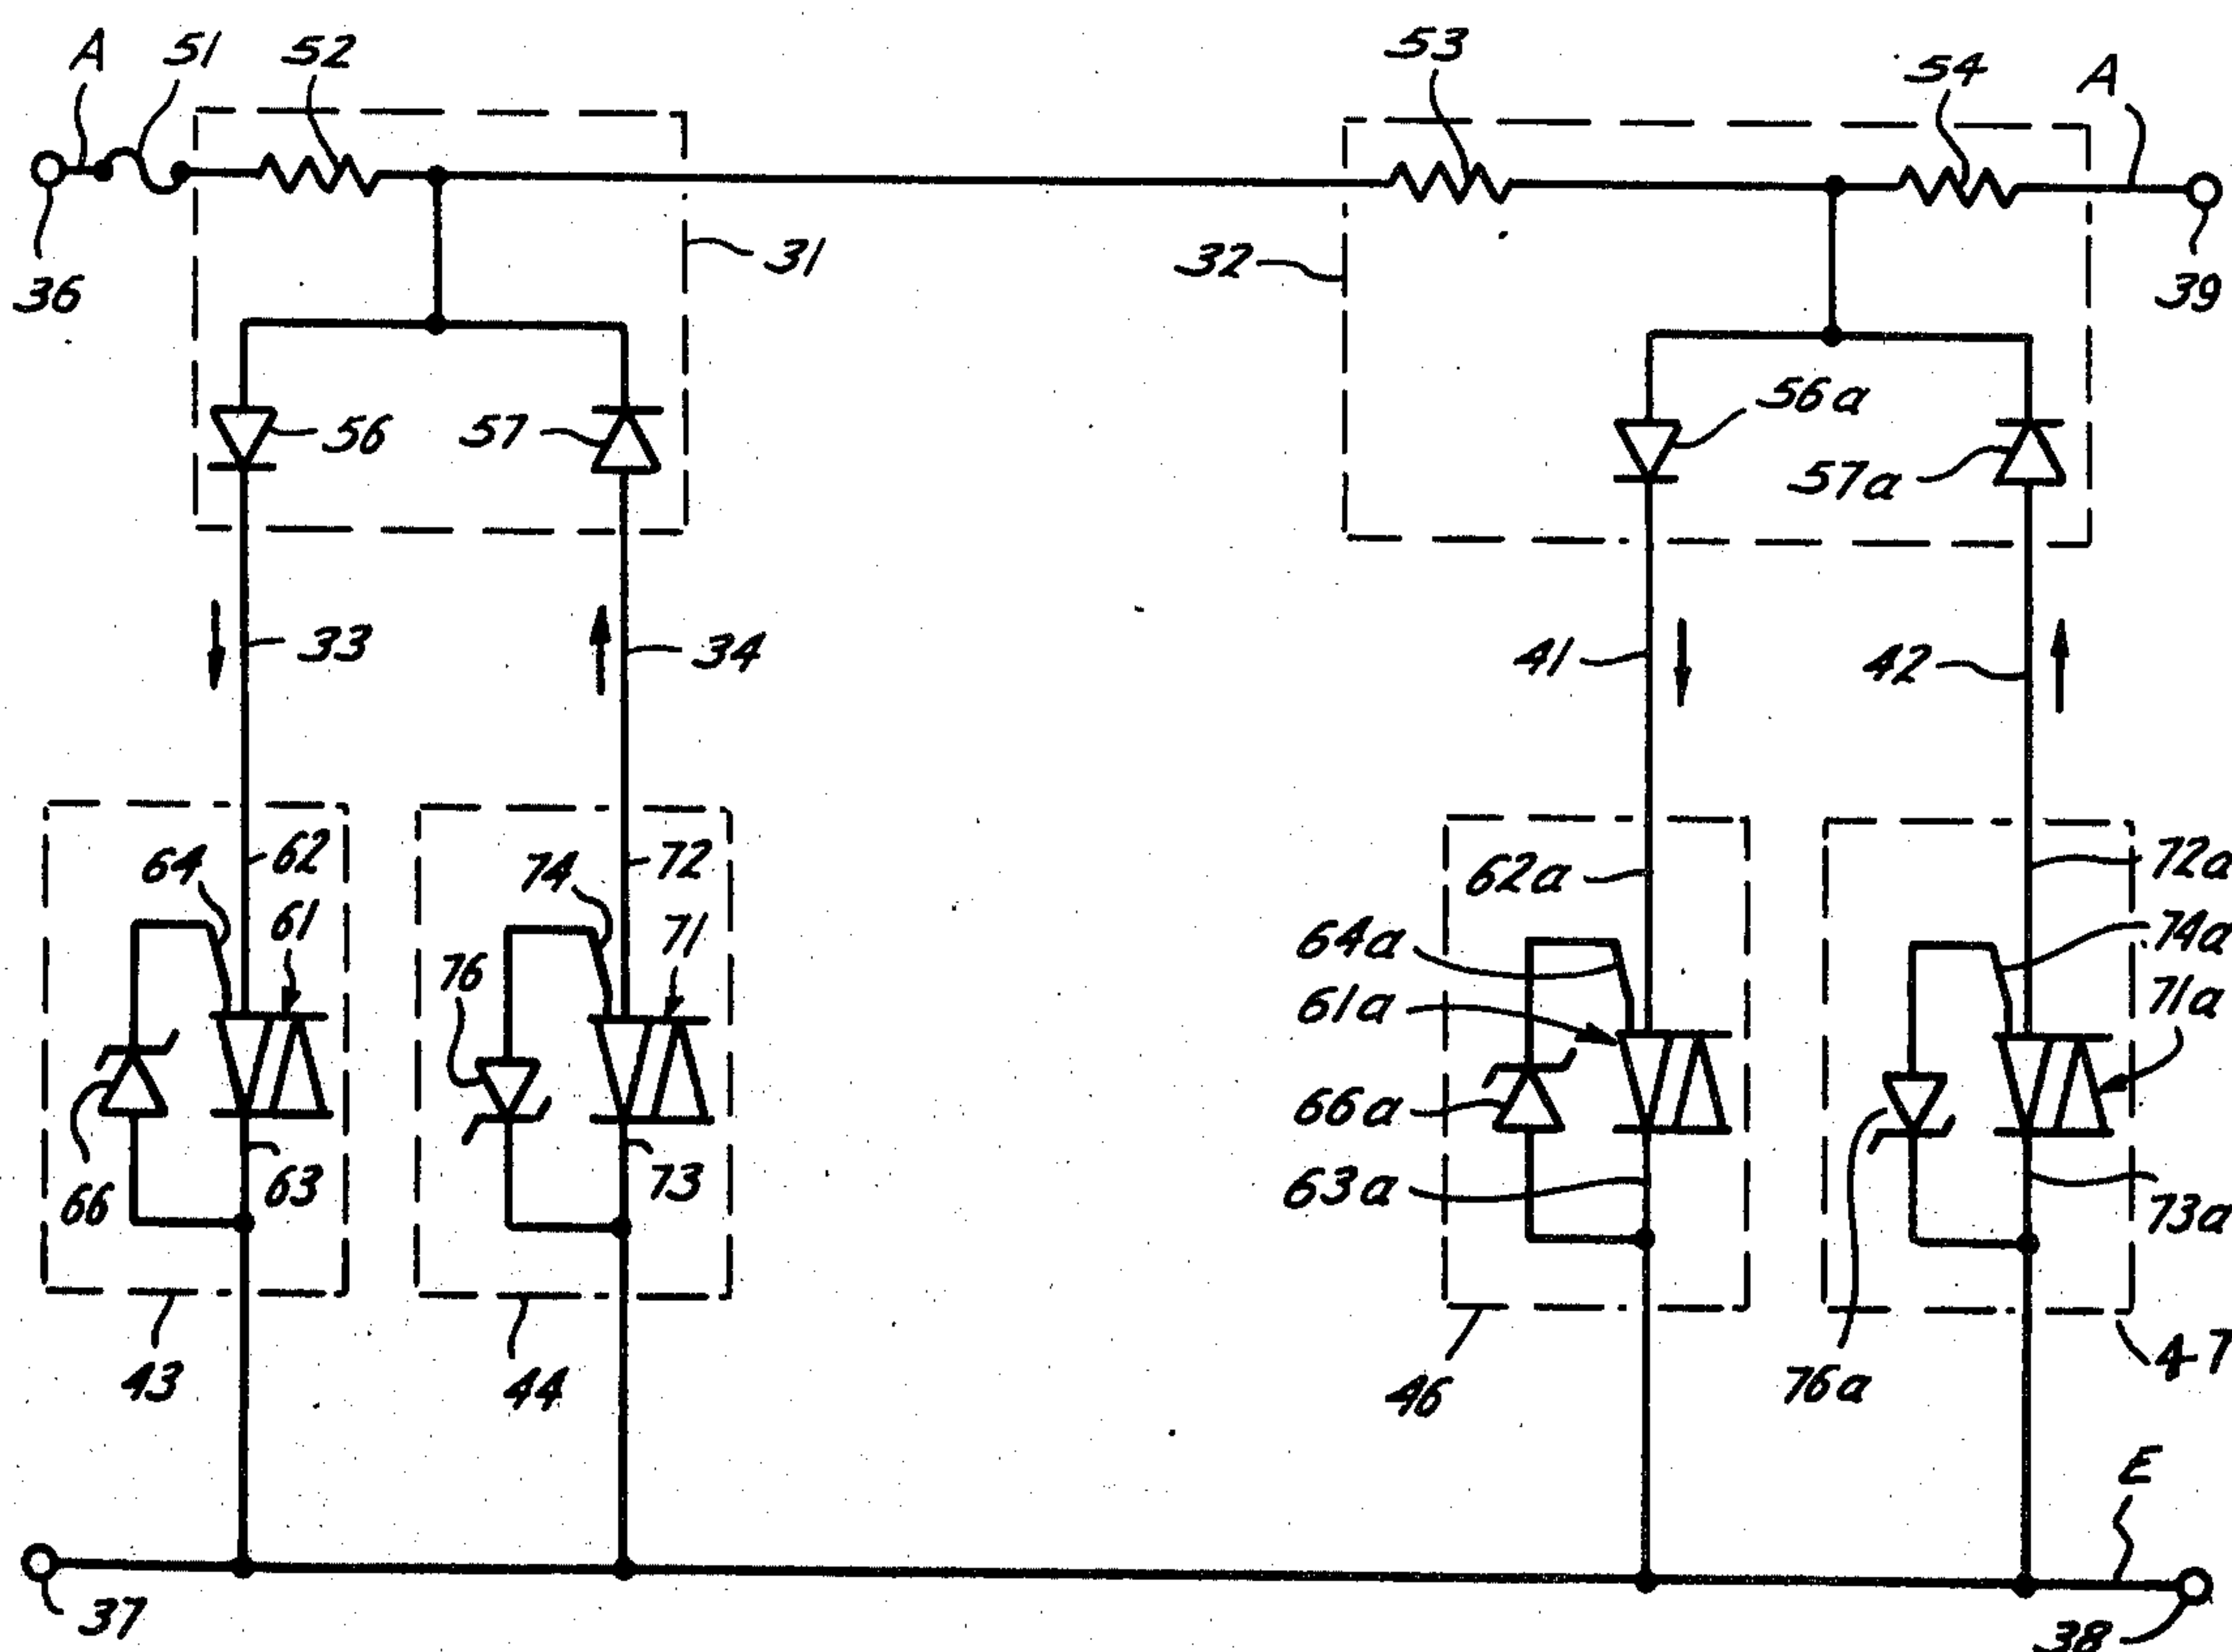 A 51 52 53 54 A
36 31 32 39
56 57 56a 57a
33 34 41 42
64 62 74 72 62a 72a
61 76 71 64a 74a
61a 71a
66 63 73 66a 63a 73a
43 44 46 76a 47
E
37 38